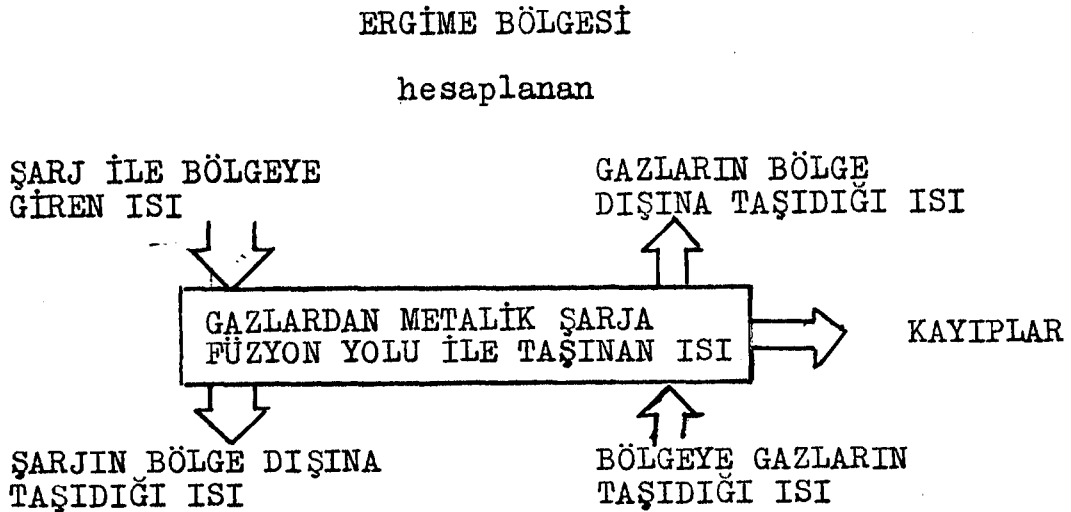 ERGİME BÖLGESİ
hesaplanan
ŞARJ İLE BÖLGEYE
GİREN ISI
GAZLARIN BÖLGE
DIŞINA TAŞIDIĞI ISI
GAZLARDAN METALİK ŞARJA
FÜZYON YOLU İLE TAŞINAN ISI
KAYIPLAR
ŞARJIN BÖLGE DIŞINA
TAŞIDIĞI ISI
BÖLGEYE GAZLARIN
TAŞIDIĞI ISI